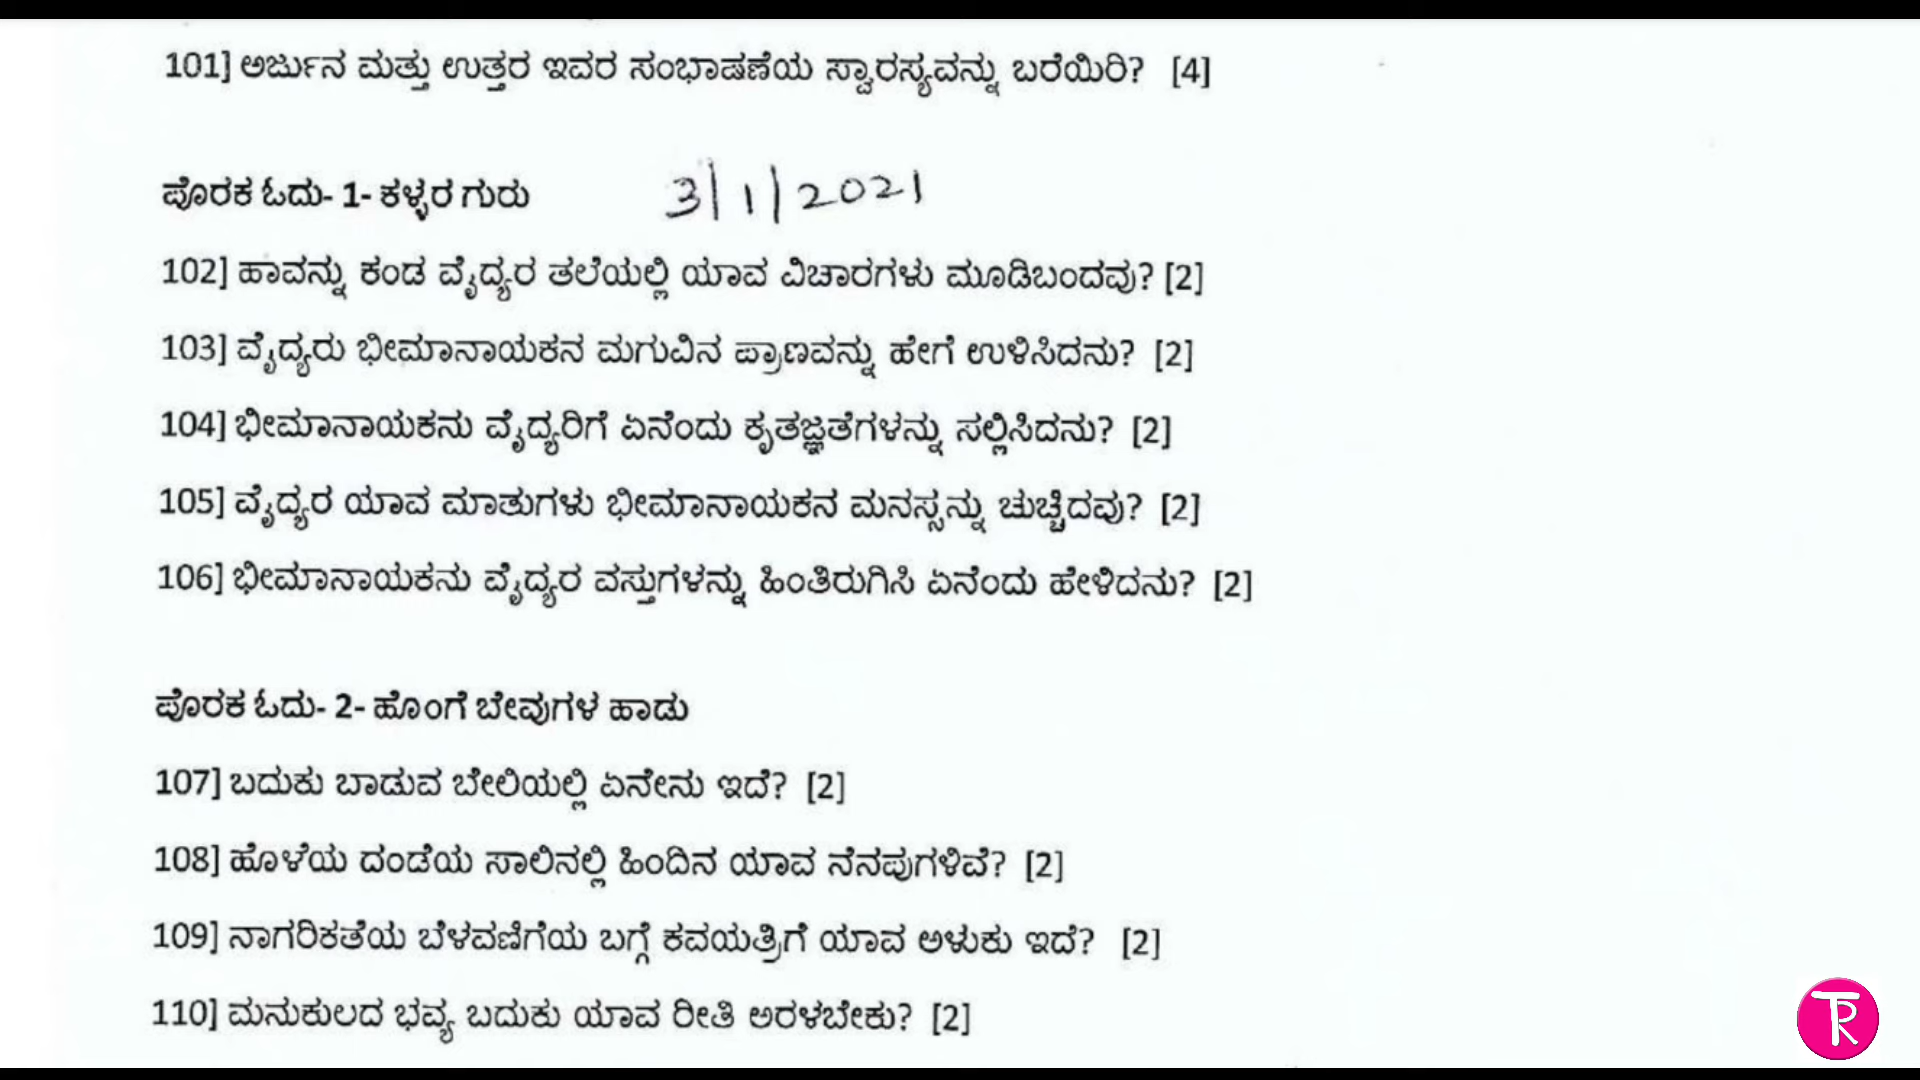 101] ಅರ್ಜುನ ಮತ್ತು ಉತ್ತರ ಇವರ ಸಂಭಾಷಣೆಯ ಸ್ವಾರಸ್ಯವನ್ನು ಬರೆಯಿರಿ? [4]
ಪೊರಕ ಓದು- 1- ಕಳ್ಳರ ಗುರು 3/1/2021
102] ಹಾವನ್ನು ಕಂಡ ವೈದ್ಯರ ತಲೆಯಲ್ಲಿ ಯಾವ ವಿಚಾರಗಳು ಮೂಡಿಬಂದವು? [2]
103] ವೈದ್ಯರು ಭೀಮಾನಾಯಕನ ಮಗುವಿನ ಪ್ರಾಣವನ್ನು ಹೇಗೆ ಉಳಿಸಿದನು? [2]
104] ಭೀಮಾನಾಯಕನು ವೈದ್ಯರಿಗೆ ಏನೆಂದು ಕೃತಜ್ಞತೆಗಳನ್ನು ಸಲ್ಲಿಸಿದನು? [2]
105] ವೈದ್ಯರ ಯಾವ ಮಾತುಗಳು ಭೀಮಾನಾಯಕನ ಮನಸ್ಸನ್ನು ಚುಚ್ಚಿದವು? [2]
106] ಭೀಮಾನಾಯಕನು ವೈದ್ಯರ ವಸ್ತುಗಳನ್ನು ಹಿಂತಿರುಗಿಸಿ ಏನೆಂದು ಹೇಳಿದನು? [2]
ಪೊರಕ ಓದು- 2- ಹೊಂಗೆ ಬೇವುಗಳ ಹಾಡು
107] ಬದುಕು ಬಾಡುವ ಬೇಲಿಯಲ್ಲಿ ಏನೇನು ಇದೆ? [2]
108] ಹೊಳೆಯ ದಂಡೆಯ ಸಾಲಿನಲ್ಲಿ ಹಿಂದಿನ ಯಾವ ನೆನಪುಗಳಿವೆ? [2]
109] ನಾಗರಿಕತೆಯ ಬೆಳವಣಿಗೆಯ ಬಗ್ಗೆ ಕವಯತ್ರಿಗೆ ಯಾವ ಅಳುಕು ಇದೆ? [2]
110] ಮನುಕುಲದ ಭವ್ಯ ಬದುಕು ಯಾವ ರೀತಿ ಅರಳಬೇಕು? [2]
TR